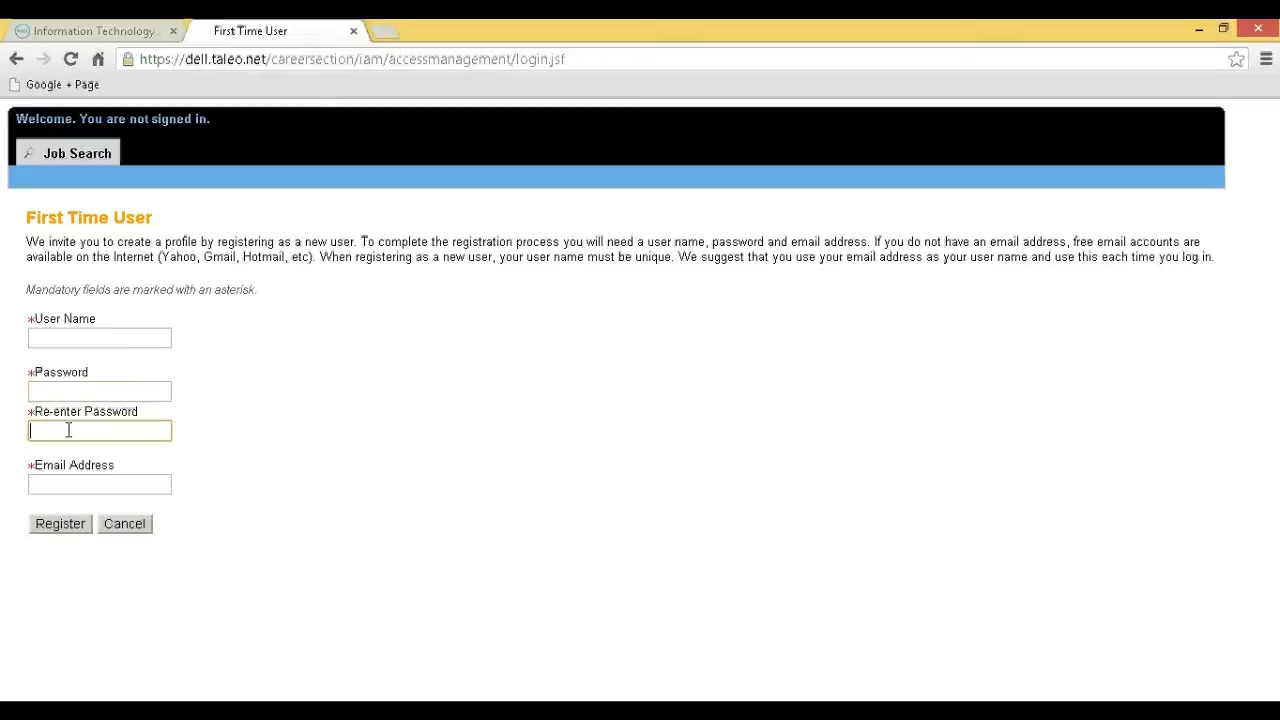 Information Technology
First Time User
https://dell.taleo.net/careersection/iam/accessmanagement/login.js
Google + Page
Welcome. You are not signed in.
Job Search
First Time User
We invite you to create a profile by registering as a new user. To complete the registration process you will need a user name, password and email address. If you do not have an email address, free email accounts are
available on the Internet (Yahoo, Gmail, Hotmail, etc). When registering as a new user, your user name must be unique. We suggest that you use your email address as your user name and use this each time you log in.
Mandatory fields are marked with an asterisk.
*User Name
*Password
*Re-enter Password
*Email Address
Register Cancel